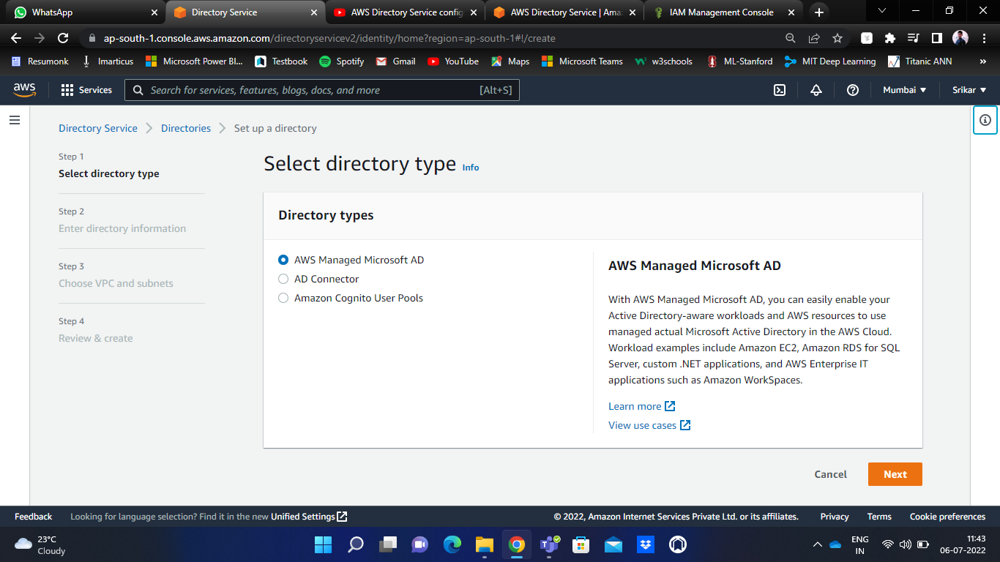 WhatsApp
Directory Service
AWS Directory Service config
AWS Directory Service | Ama
IAM Management Console
ap-south-1.console.aws.amazon.com/directoryservicev2/identity/home?region=ap-south-1#!/create
Resumonk
Imarticus
Microsoft Power BI...
Testbook
Spotify
Gmail
YouTube
Maps
Microsoft Teams
w3schools
ML-Stanford
MIT Deep Learning
Titanic ANN
»
aws
Services
Search for services, features, blogs, docs, and more
[Alt+S]
Mumbai
Srikar
Directory Service
Directories
Set up a directory
Step 1
Select directory type
Step 2
Enter directory information
Step 3
Choose VPC and subnets
Step 4
Review & create
Select directory type Info
Directory types
AWS Managed Microsoft AD
AD Connector
Amazon Cognito User Pools
AWS Managed Microsoft AD
With AWS Managed Microsoft AD, you can easily enable your
Active Directory-aware workloads and AWS resources to use
managed actual Microsoft Active Directory in the AWS Cloud.
Workload examples include Amazon EC2, Amazon RDS for SQL
Server, custom .NET applications, and AWS Enterprise IT
applications such as Amazon WorkSpaces.
Learn more
View use cases
Cancel
Next
Feedback
Looking for language selection? Find it in the new Unified Settings
© 2022, Amazon Internet Services Private Ltd. or its affiliates.
Privacy
Terms
Cookie preferences
23°C
Cloudy
ENG
IN
11:43
06-07-2022